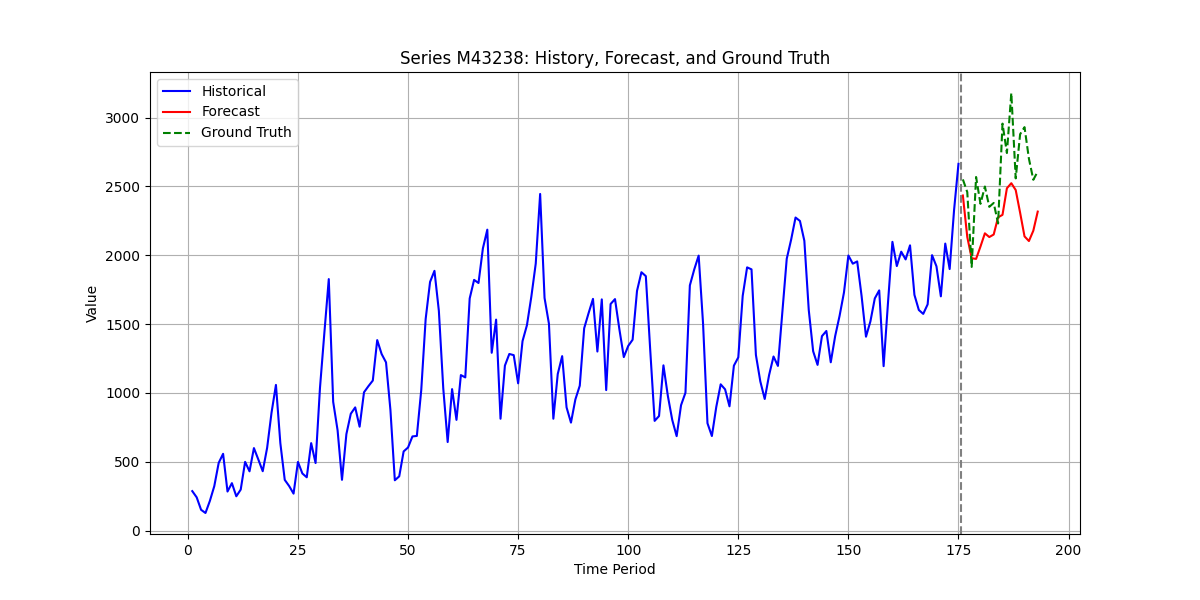 Series M43238: History, Forecast, and Ground Truth
Historical
Forecast
Ground Truth
3000
2500
2000
1500
1000
500
0
Value
0 25 50 75 100 125 150 175 200
Time Period